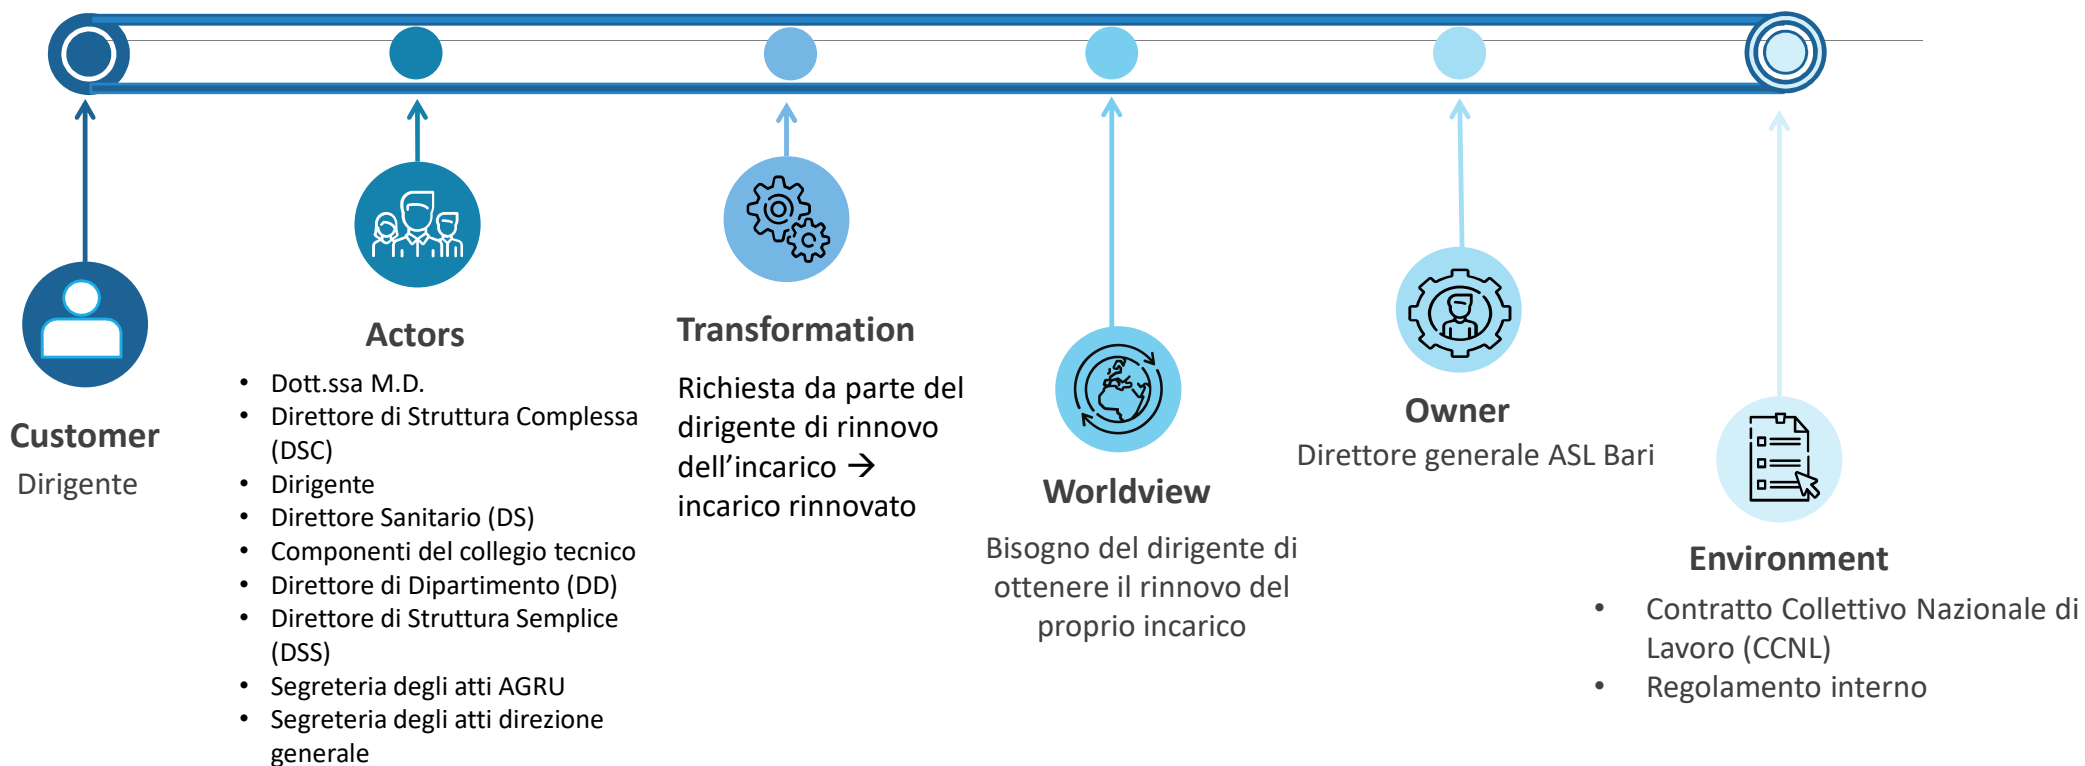 Customer
Dirigente
Actors
• Dott.ssa M.D.
• Direttore di Struttura Complessa
(DSC)
• Dirigente
• Direttore Sanitario (DS)
• Componenti del collegio tecnico
• Direttore di Dipartimento (DD)
• Direttore di Struttura Semplice
(DSS)
• Segreteria degli atti AGRU
• Segreteria degli atti direzione
generale
Transformation
Richiesta da parte del
dirigente di rinnovo
dell’incarico →
incarico rinnovato
Worldview
Bisogno del dirigente di
ottenere il rinnovo del
proprio incarico
Owner
Direttore generale ASL Bari
Environment
• Contratto Collettivo Nazionale di
Lavoro (CCNL)
• Regolamento interno